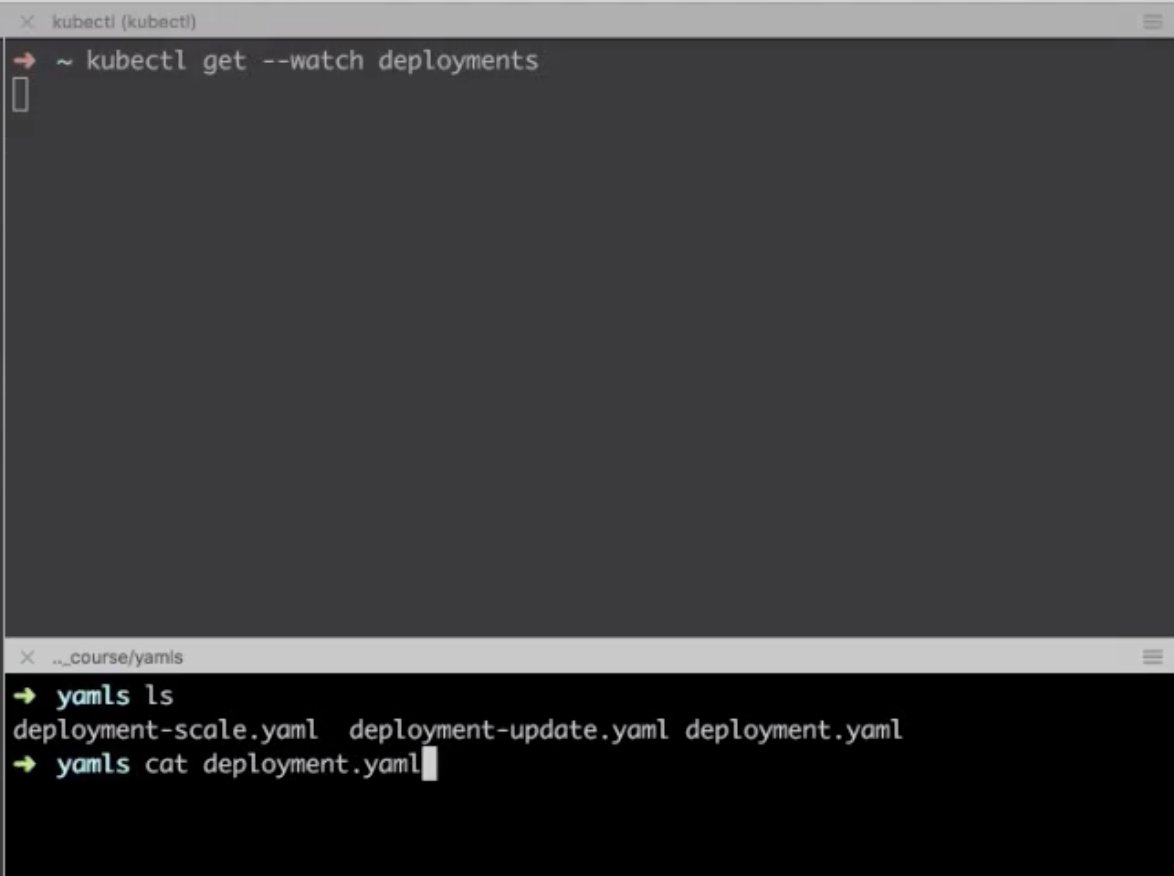 kubectl (kubectl)
➜ ~ kubectl get --watch deployments
.._course/yamls
➜ yamls ls
deployment-scale.yaml deployment-update.yaml deployment.yaml
➜ yamls cat deployment.yaml